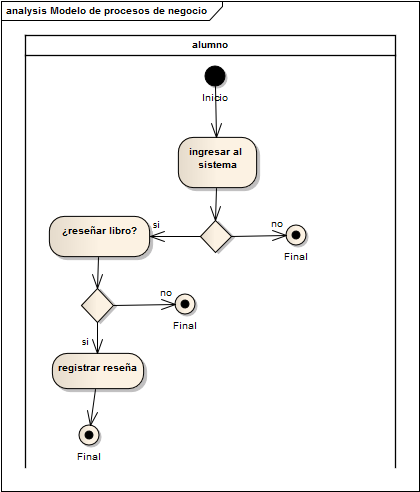 analysis Modelo de procesos de negocio
alumno
Inicio
ingresar al
sistema
si
no
¿reseñar libro?
Final
no
Final
si
registrar reseña
Final